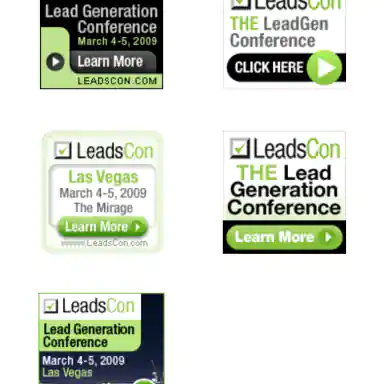 Lead Generation
Conference
March 4-5, 2009
Learn More
LEADSCON.COM
LeadsCon
THE LeadGen
Conference
CLICK HERE
LeadsCon
Las Vegas
March 4-5, 2009
The Mirage
Learn More
www.LeadsCon.com
LeadsCon
THE Lead
Generation
Conference
Learn More
LeadsCon
Lead Generation
Conference
March 4-5, 2009
Las Vegas